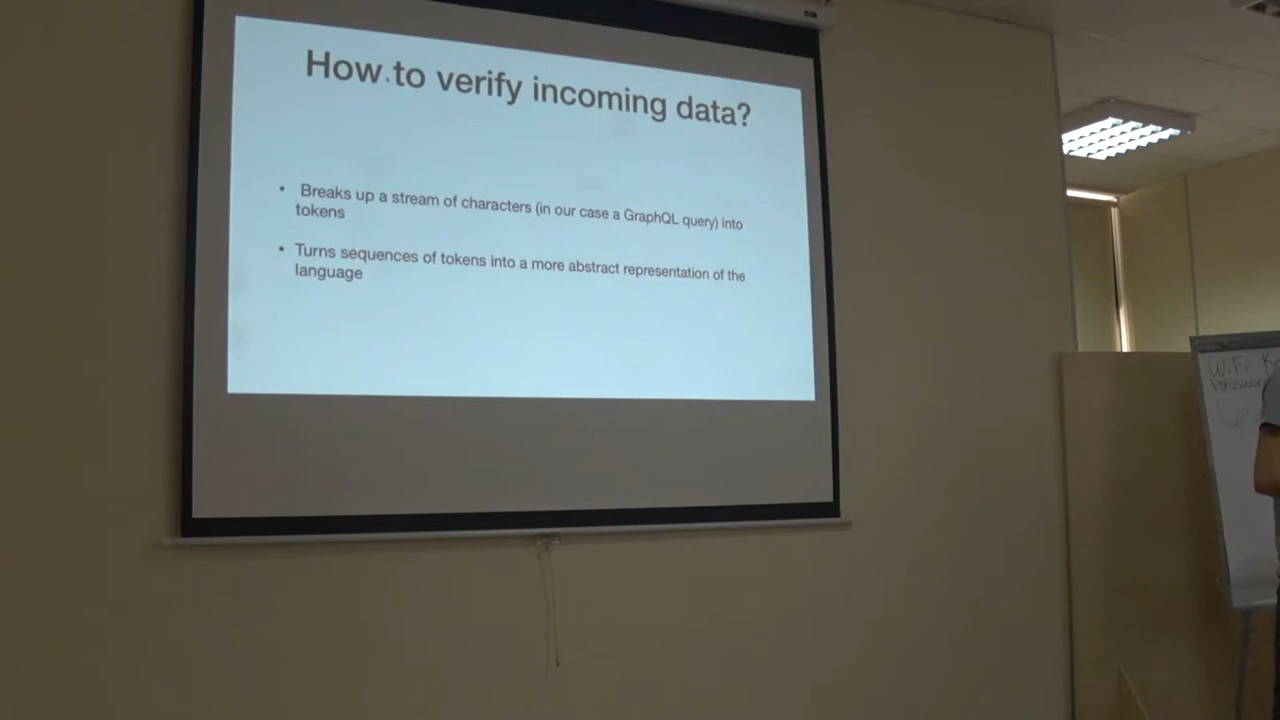 How to verify incoming data?
• Breaks up a stream of characters (in our case a GraphQL query) into
tokens
• Turns sequences of tokens into a more abstract representation of the
language
WiFi